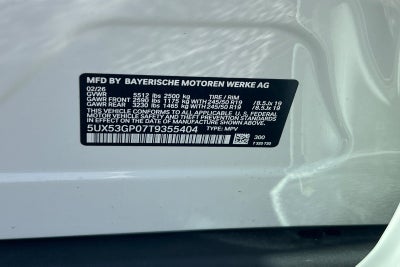 MFD BY BAYERISCHE MOTOREN WERKE AG
02/26
GVWR 5512 lbs 2500 kg TIRE / RIM
GAWR FRONT 2590 lbs 1175 kg WITH 245/50 R19 / 8.5Jx 19
GAWR REAR 3230 lbs 1465 kg WITH 245/50 R19 / 8.5Jx 19
THIS VEHICLE CONFORMS TO ALL APPLICABLE
FEDERAL MOTOR VEHICLE SAFETY, BUMPER,
AND THEFT PREVENTION STANDARDS IN EFFECT
ON THE DATE OF MANUFACTURE SHOWN ABOVE.
5UX53GP07T9355404 TYPE: MPV
300